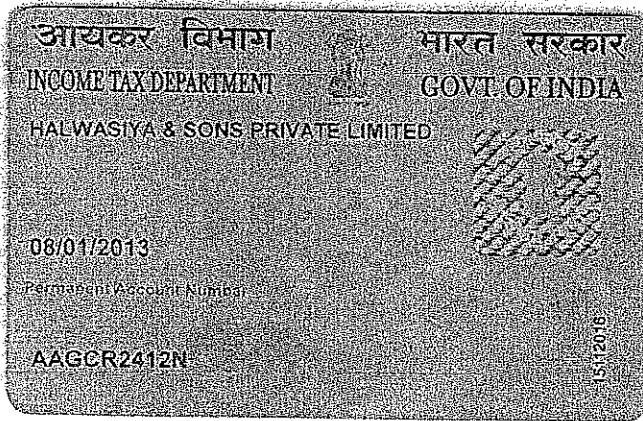 आयकर विभाग
भारत सरकार
INCOME TAX DEPARTMENT
GOVT. OF INDIA
HALWASIYA & SONS PRIVATE LIMITED
08/01/2013
Permanent Account Number
AAGCR2412N
15112016